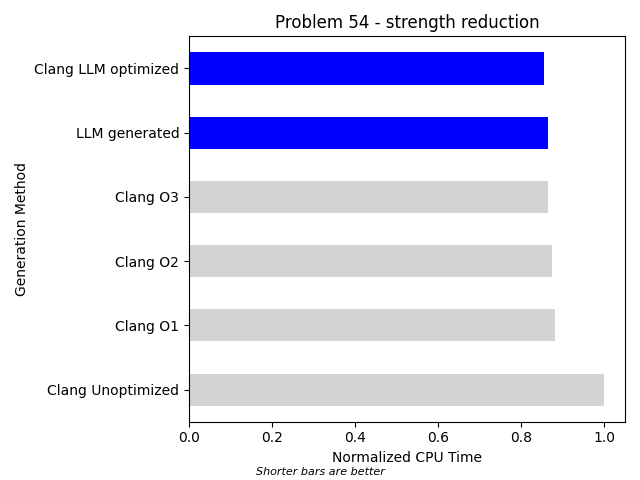 Problem 54 - strength reduction
Clang LLM optimized
LLM generated
Clang O3
Clang O2
Clang O1
Clang Unoptimized
Generation Method
0.0 0.2 0.4 0.6 0.8 1.0
Normalized CPU Time
Shorter bars are better